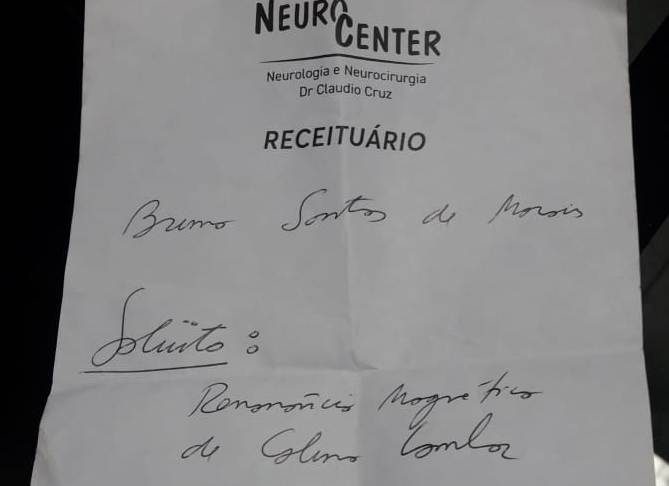 NEURO
CENTER
Neurologia e Neurocirurgia
Dr Claudio Cruz
RECEITUÁRIO
Bruno Santos de Morais
Solicito:
Ressonância Magnética
de Coluna Lombar